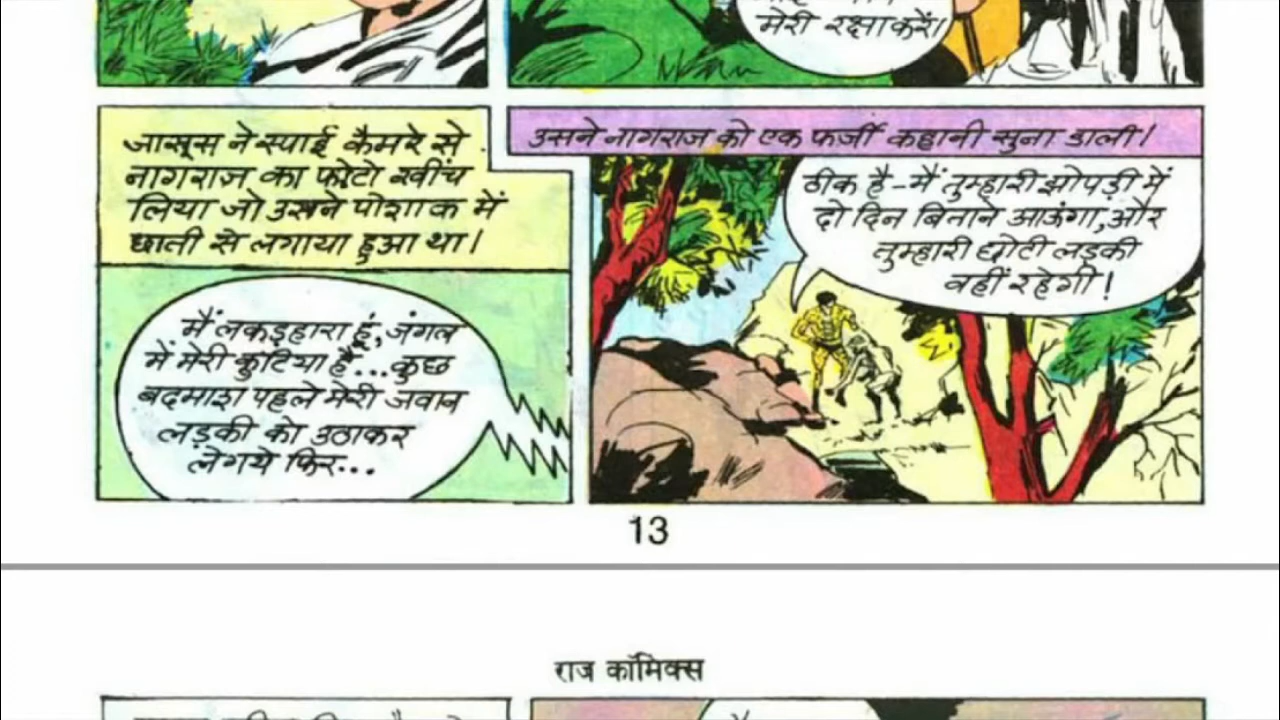 मेरी रक्षा करें।
जासूस ने स्पाई कैमरे से
नागराज का फोटो खींच
लिया जो उसने पोशाक में
छाती से लगाया हुआ था।
मैं लकड़हारा हूं, जंगल
में मेरी कुटिया है...कुछ
बदमाश पहले मेरी जवान
लड़की को उठाकर
लेगये फिर...
उसने नागराज को एक फर्जी कहानी सुना डाली।
ठीक है-मैं तुम्हारी झोपड़ी में
दो दिन बिताने आऊंगा,और
तुम्हारी छोटी लड़की
वहीं रहेगी!
13
राज कॉमिक्स